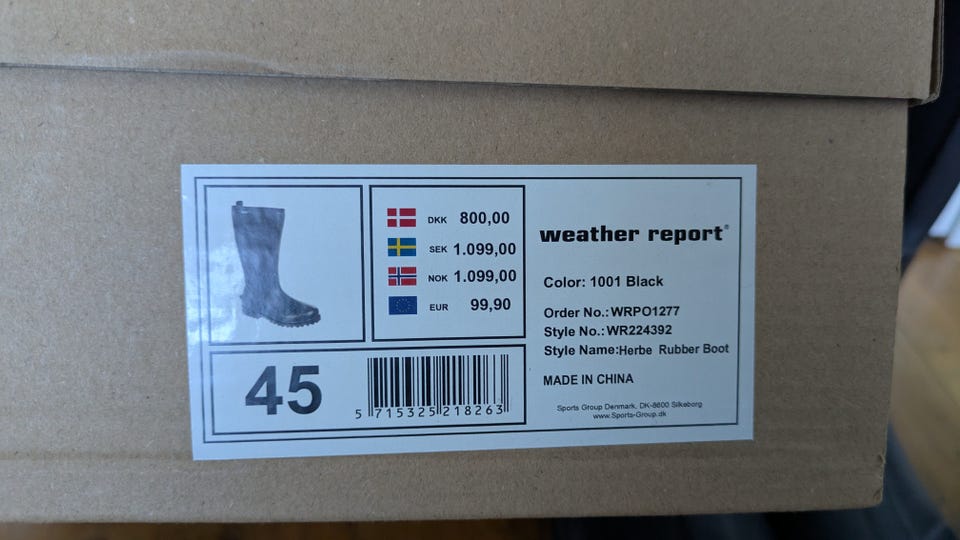 DKK 800,00
SEK 1.099,00
NOK 1.099,00
EUR 99,90
45
5 715325 218263
weather report®
Color: 1001 Black
Order No.:WRPO1277
Style No.:WR224392
Style Name:Herbe Rubber Boot
MADE IN CHINA
Sports Group Denmark, DK-8600 Silkeborg
www.Sports-Group.dk